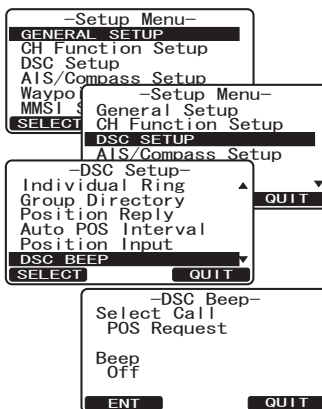 –Setup Menu–
GENERAL SETUP
CH Function Setup
DSC Setup
AIS/Compass Setup
Waypoi
MMSI S
SELECT
–Setup Menu–
General Setup
CH Function Setup
DSC SETUP
AIS/Compass Setup
QUIT
–DSC Setup–
Individual Ring
Group Directory
Position Reply
Auto POS Interval
Position Input
DSC BEEP
SELECT QUIT
–DSC Beep–
Select Call
POS Request
Beep
Off
ENT QUIT